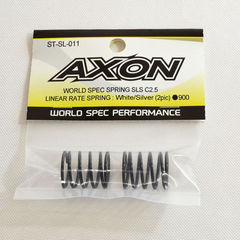 ST-SL-011
AXON
WORLD SPEC SPRING SLS C2.5
LINEAR RATE SPRING : White/Silver (2pic) ●900
WORLD SPEC PERFORMANCE